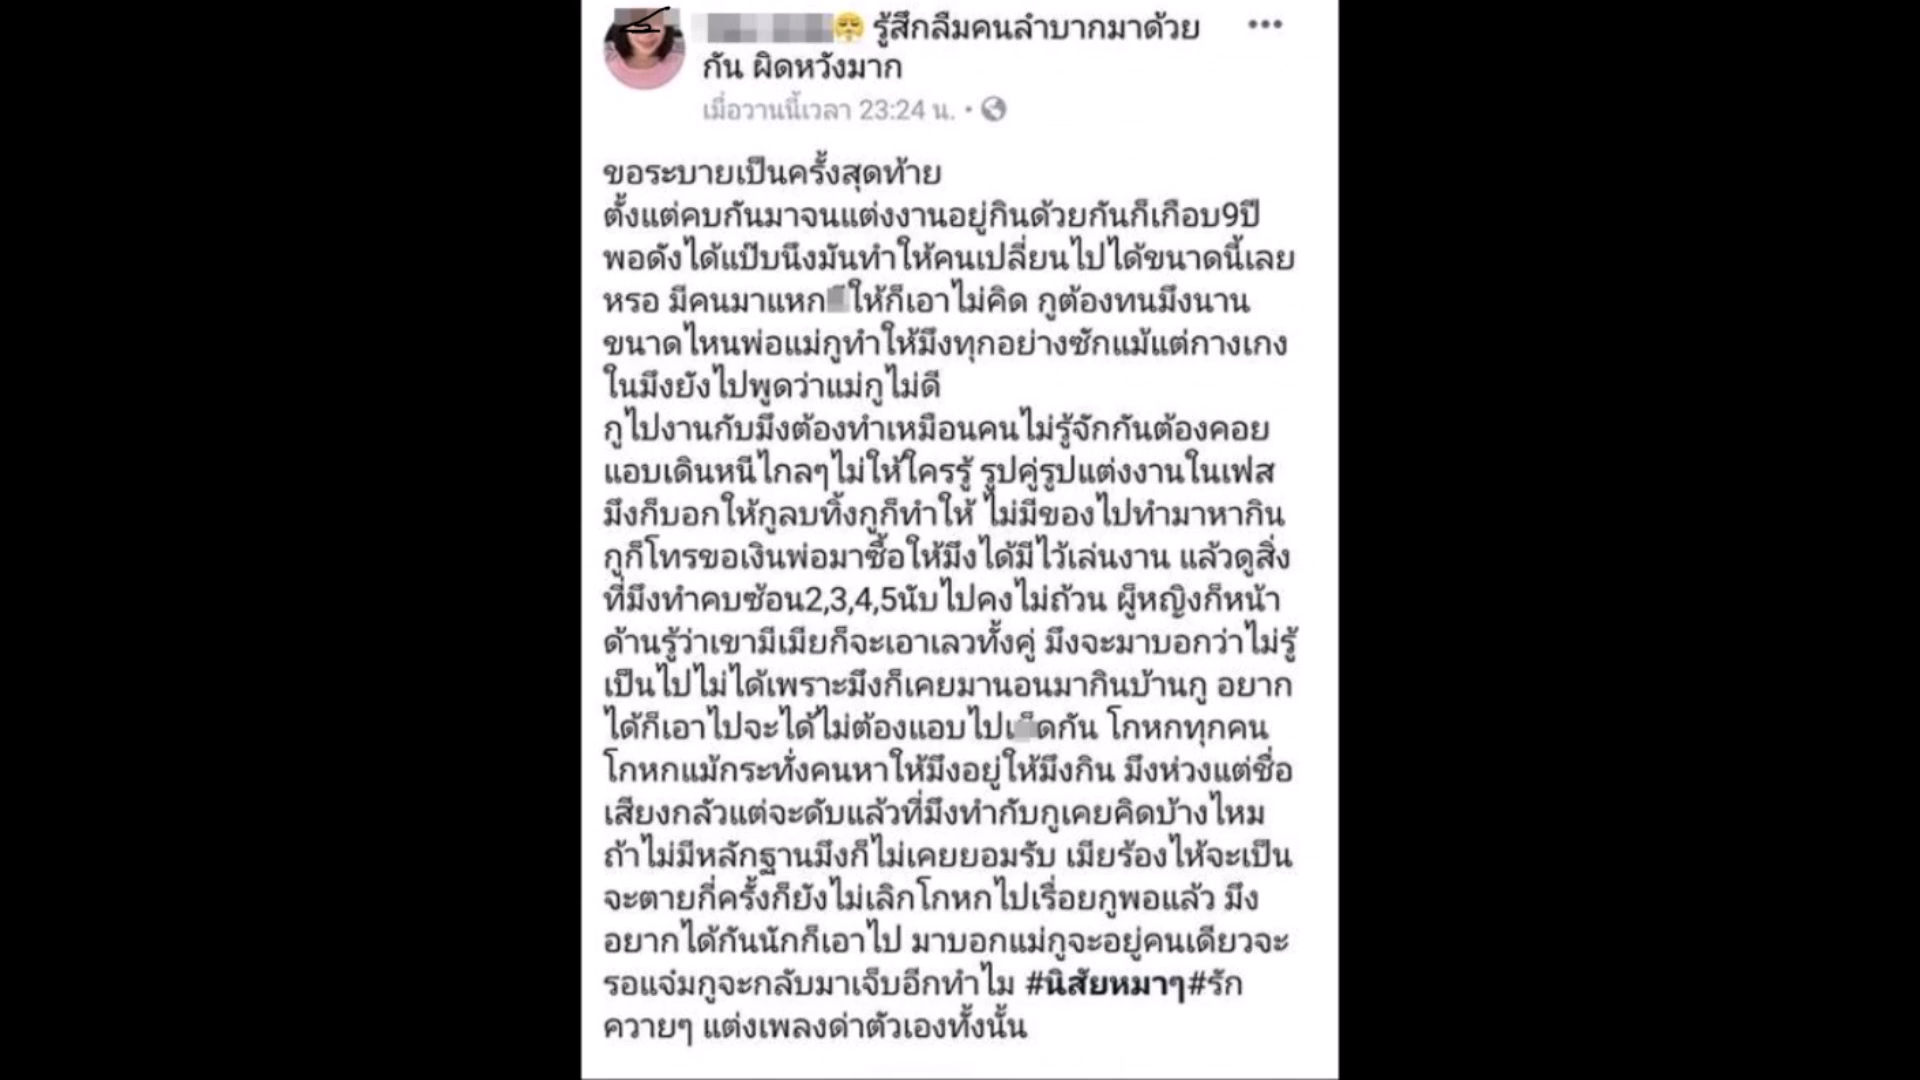 รู้สึกลืมคนลำบากมาด้วย
กัน ผิดหวังมาก
เมื่อวานนี้เวลา 23:24 น. •
ขอระบายเป็นครั้งสุดท้าย
ตั้งแต่คบกันมาจนแต่งงานอยู่กินด้วยกันก็เกือบ9ปี
พอดังได้แป๊บนึงมันทำให้คนเปลี่ยนไปได้ขนาดนี้เลย
หรอ มีคนมาแหก ให้ก็เอาไม่คิด กูต้องทนมึงนาน
ขนาดไหนพ่อแม่กูทำให้มึงทุกอย่างซักแม้แต่กางเกง
ในมึงยังไปพูดว่าแม่กูไม่ดี
กูไปงานกับมึงต้องทำเหมือนคนไม่รู้จักกันต้องคอย
แอบเดินหนีไกลๆไม่ให้ใครรู้ รูปคู่รูปแต่งงานในเฟส
มึงก็บอกให้กูลบทิ้งกูก็ทำให้ ไม่มีของไปทำมาหากิน
กูก็โทรขอเงินพ่อมาซื้อให้มึงได้มีไว้เล่นงาน แล้วดูสิ่ง
ที่มึงทำคบซ้อน2,3,4,5นับไปคงไม่ถ้วน ผู็หญิงก็หน้า
ด้านรู้ว่าเขามีเมียก็จะเอาเลวทั้งคู่ มึงจะมาบอกว่าไม่รู้
เป็นไปไม่ได้เพราะมึงก็เคยมานอนมากินบ้านกู อยาก
ได้ก็เอาไปจะได้ไม่ต้องแอบไป กัน โกหกทุกคน
โกหกแม้กระทั่งคนหาให้มึงอยู่ให้มึงกิน มึงห่วงแต่ชื่อ
เสียงกลัวแต่จะดับแล้วที่มึงทำกับกูเคยคิดบ้างไหม
ถ้าไม่มีหลักฐานมึงก็ไม่เคยยอมรับ เมียร้องไห้จะเป็น
จะตายกี่ครั้งก็ยังไม่เลิกโกหกไปเรื่อยกูพอแล้ว มึง
อยากได้กันนักก็เอาไป มาบอกแม่กูจะอยู่คนเดียวจะ
รอแจ๋มกูจะกลับมาเจ็บอีกทำไม #นิสัยหมาๆ#รัก
ควายๆ แต่งเพลงด่าตัวเองทั้งนั้น